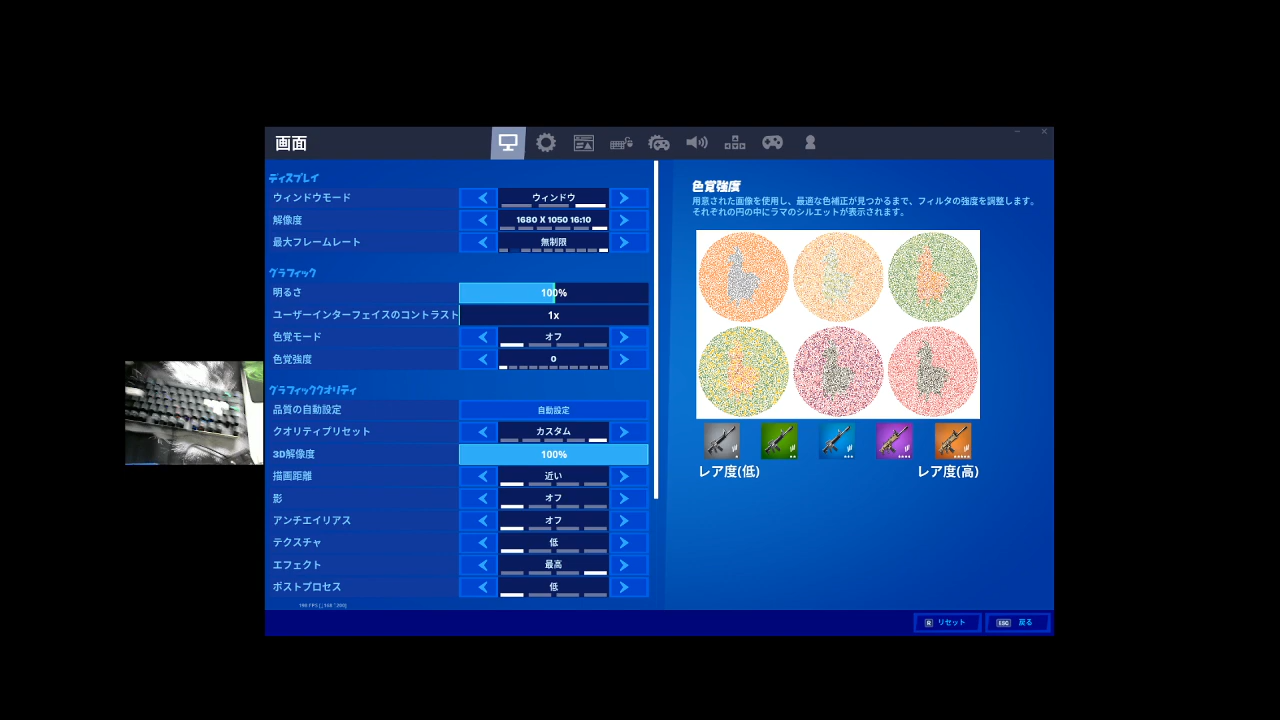 画面
ディスプレイ
ウィンドウモード
ウィンドウ
解像度
1680 X 1050 16:10
最大フレームレート
無制限
グラフィック
明るさ
100%
ユーザーインターフェイスのコントラスト
1x
色覚モード
オフ
色覚強度
0
グラフィッククオリティ
品質の自動設定
自動設定
クオリティプリセット
カスタム
3D解像度
100%
描画距離
近い
影
オフ
アンチエイリアス
オフ
テクスチャ
低
エフェクト
最高
ポストプロセス
低
色覚強度
用意された画像を使用し、最適な色補正が見つかるまで、フィルタの強度を調整します。
それぞれの円の中にラマのシルエットが表示されます。
レア度(低)
レア度(高)
R リセット
ESC 戻る